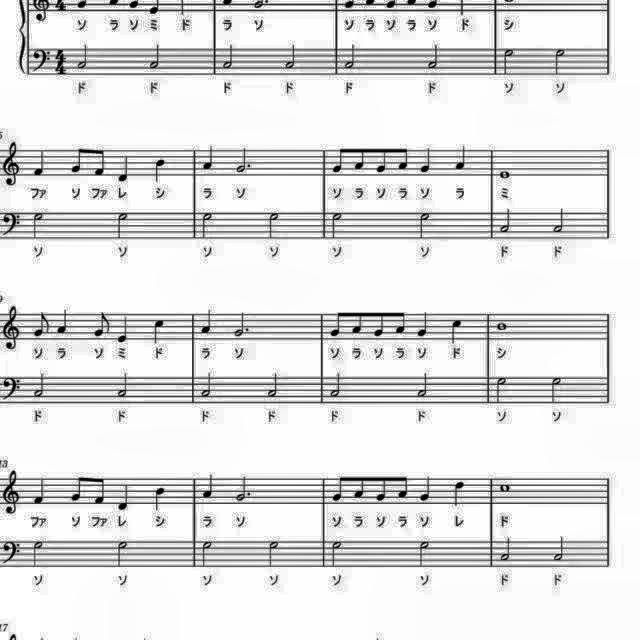 4 4
ソ ラ ソ ミ ド ラ ソ ソ ラ ソ ラ ソ ド シ
4 4
ド ド ド ド ド ド ソ ソ
5
ファ ソ ファ レ シ ラ ソ ソ ラ ソ ラ ソ ラ ミ
ソ ソ ソ ソ ソ ソ ド ド
9
ソ ラ ソ ミ ド ラ ソ ソ ラ ソ ラ ソ ド シ
ド ド ド ド ド ド ソ ソ
13
ファ ソ ファ レ シ ラ ソ ソ ラ ソ ラ ソ レ ド
ソ ソ ソ ソ ソ ソ ド ド
17